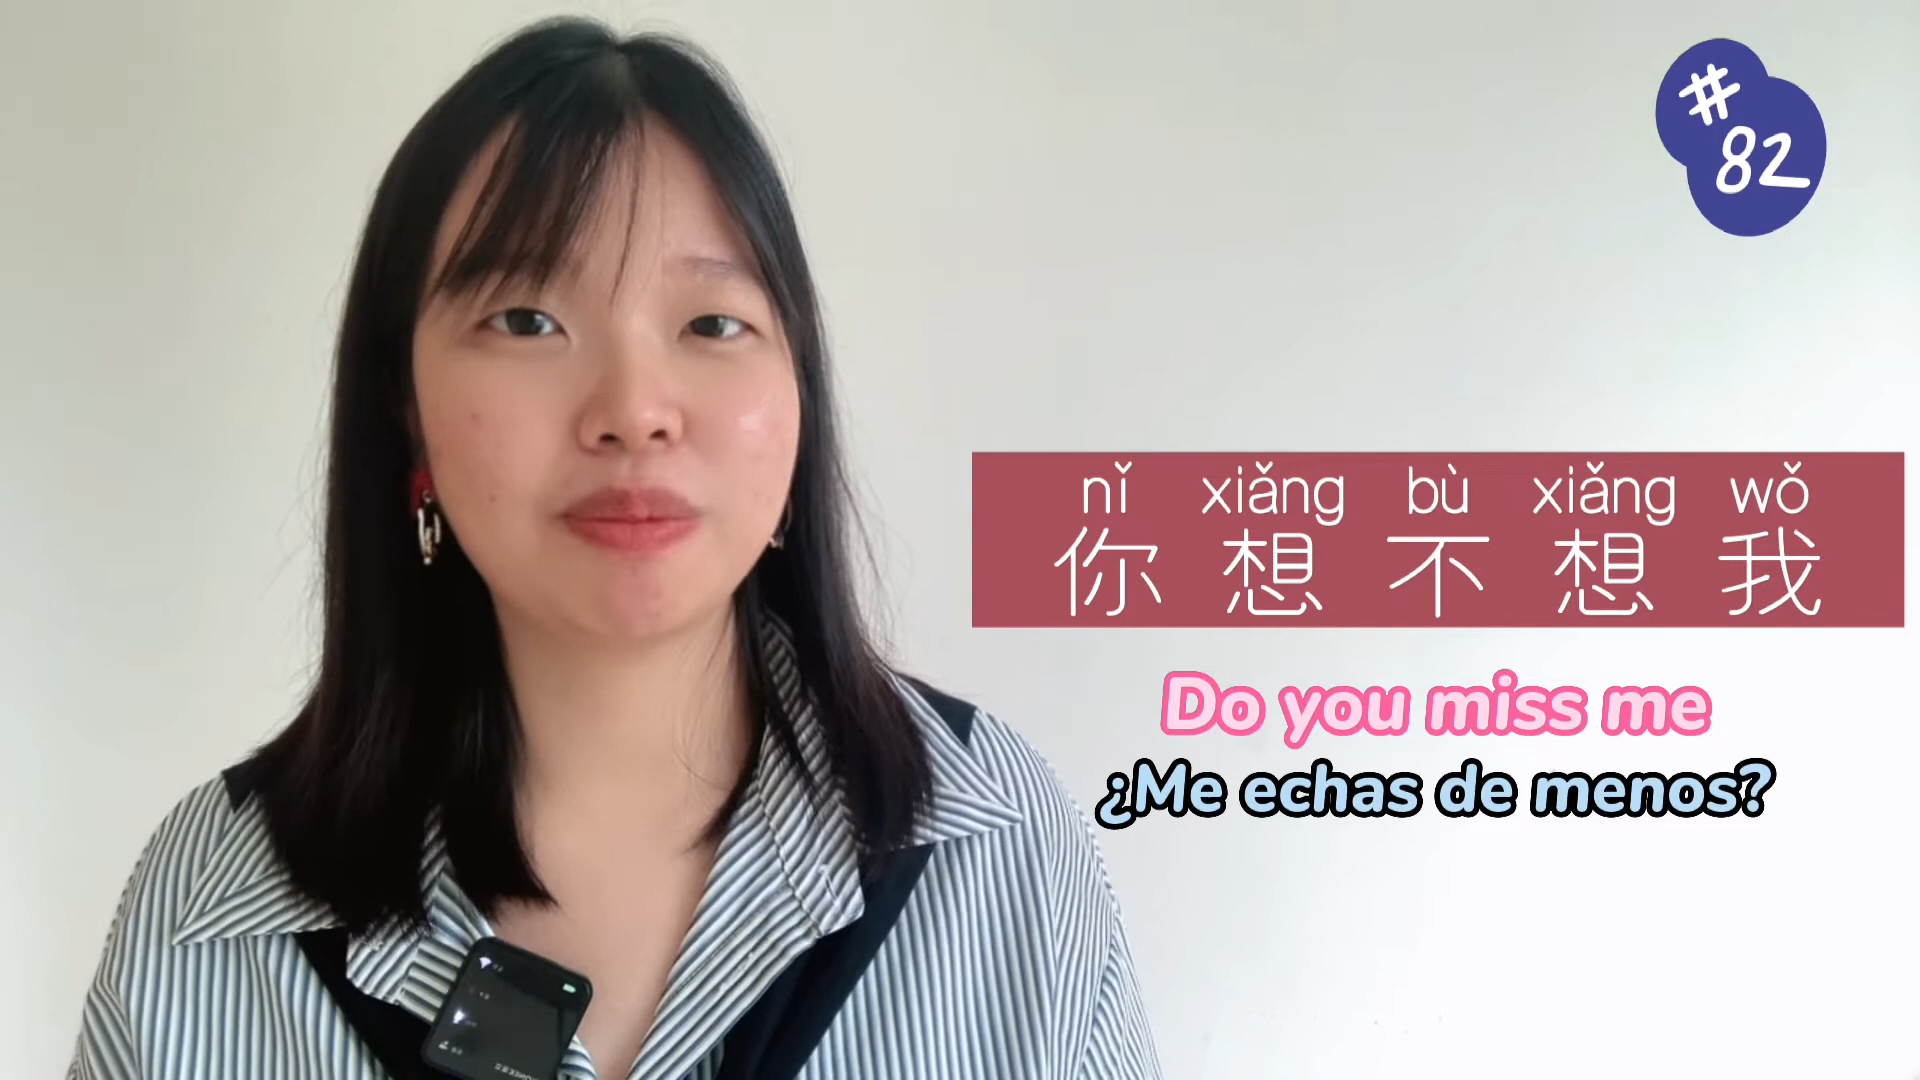 #
82
nǐ xiǎng bù xiǎng wǒ
你想不想我
Do you miss me
¿Me echas de menos?